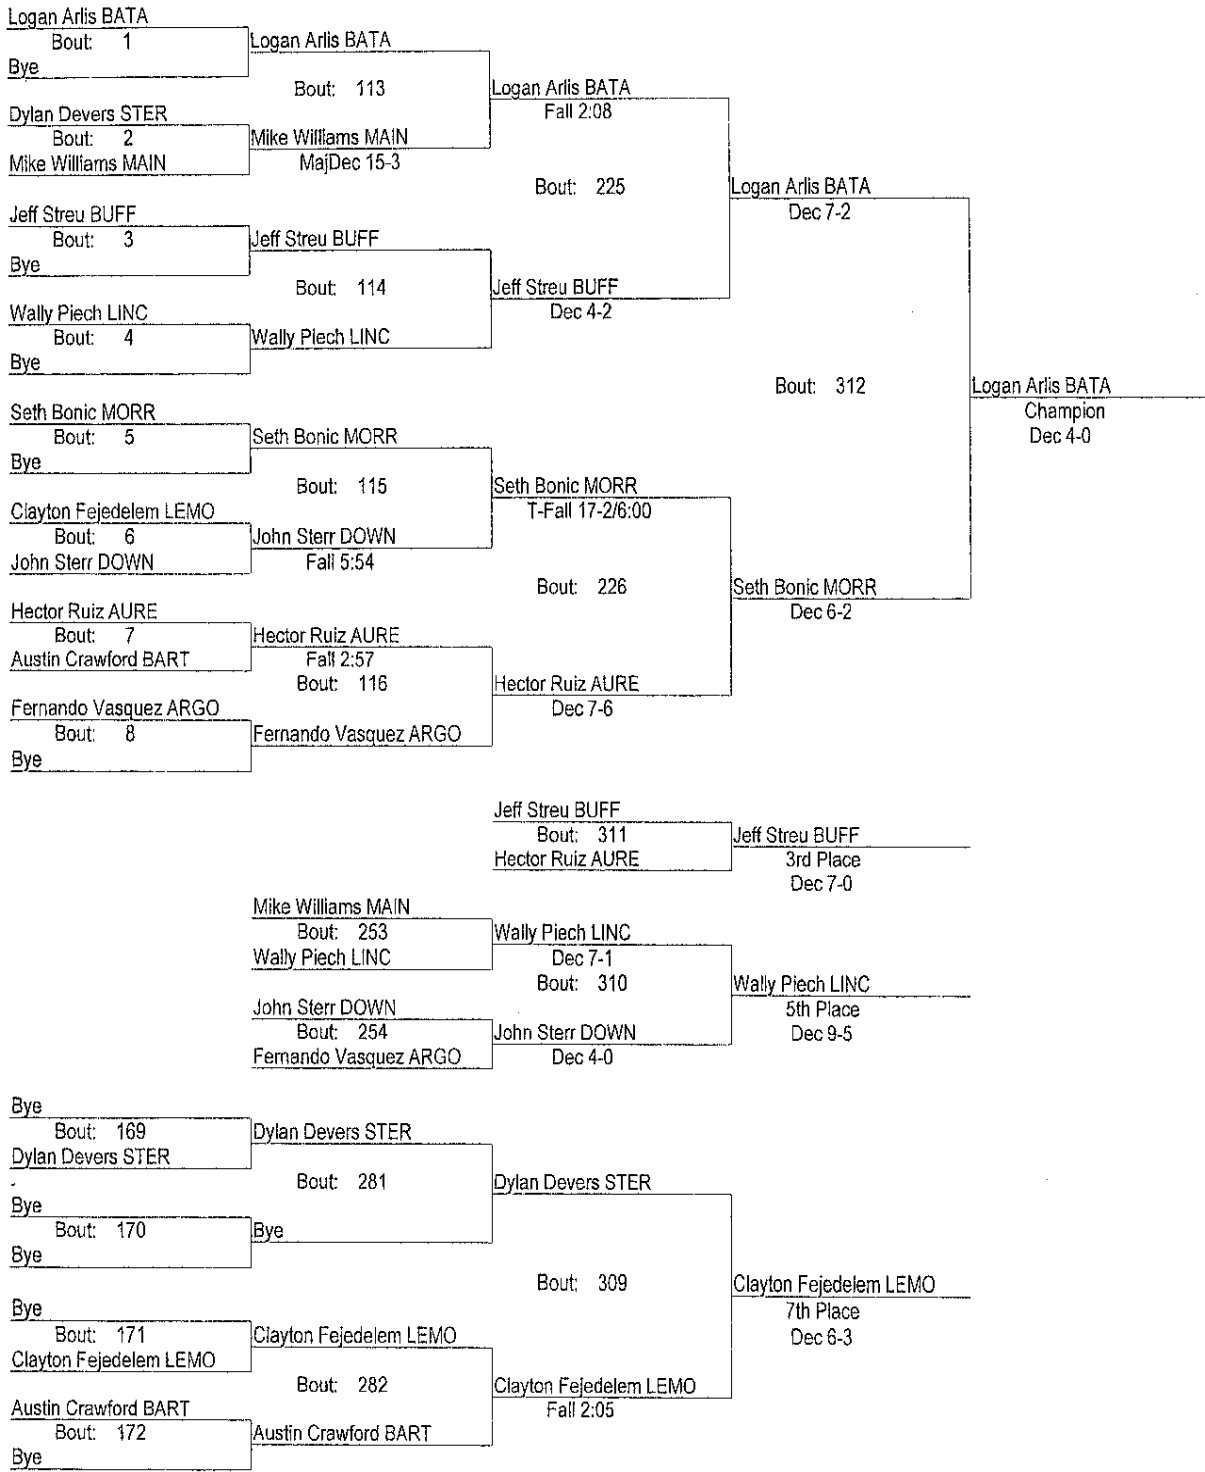 Logan Arlis BATA
Bout: 1
Bye
Logan Arlis BATA
Bout: 113
Dylan Devers STER
Bout: 2
Mike Williams MAIN
Mike Williams MAIN
MajDec 15-3
Logan Arlis BATA
Fall 2:08
Bout: 225
Jeff Streu BUFF
Bout: 3
Bye
Jeff Streu BUFF
Bout: 114
Wally Piech LINC
Bout: 4
Bye
Wally Piech LINC
Jeff Streu BUFF
Dec 4-2
Logan Arlis BATA
Dec 7-2
Bout: 312
Logan Arlis BATA
Champion
Dec 4-0
Seth Bonic MORR
Bout: 5
Bye
Seth Bonic MORR
Bout: 115
Clayton Fejedelem LEMO
Bout: 6
John Sterr DOWN
John Sterr DOWN
Fall 5:54
Seth Bonic MORR
T-Fall 17-2/6:00
Bout: 226
Seth Bonic MORR
Dec 6-2
Hector Ruiz AURE
Bout: 7
Austin Crawford BART
Hector Ruiz AURE
Fall 2:57
Bout: 116
Hector Ruiz AURE
Dec 7-6
Fernando Vasquez ARGO
Bout: 8
Bye
Fernando Vasquez ARGO
Jeff Streu BUFF
Bout: 311
Hector Ruiz AURE
Jeff Streu BUFF
3rd Place
Dec 7-0
Mike Williams MAIN
Bout: 253
Wally Piech LINC
Wally Piech LINC
Dec 7-1
Bout: 310
Wally Piech LINC
5th Place
Dec 9-5
John Sterr DOWN
Bout: 254
Fernando Vasquez ARGO
John Sterr DOWN
Dec 4-0
Bye
Bout: 169
Dylan Devers STER
Dylan Devers STER
Bout: 281
Dylan Devers STER
Bye
Bout: 170
Bye
Bye
Bout: 309
Clayton Fejedelem LEMO
7th Place
Dec 6-3
Bye
Bout: 171
Clayton Fejedelem LEMO
Clayton Fejedelem LEMO
Bout: 282
Clayton Fejedelem LEMO
Fall 2:05
Austin Crawford BART
Bout: 172
Bye
Austin Crawford BART